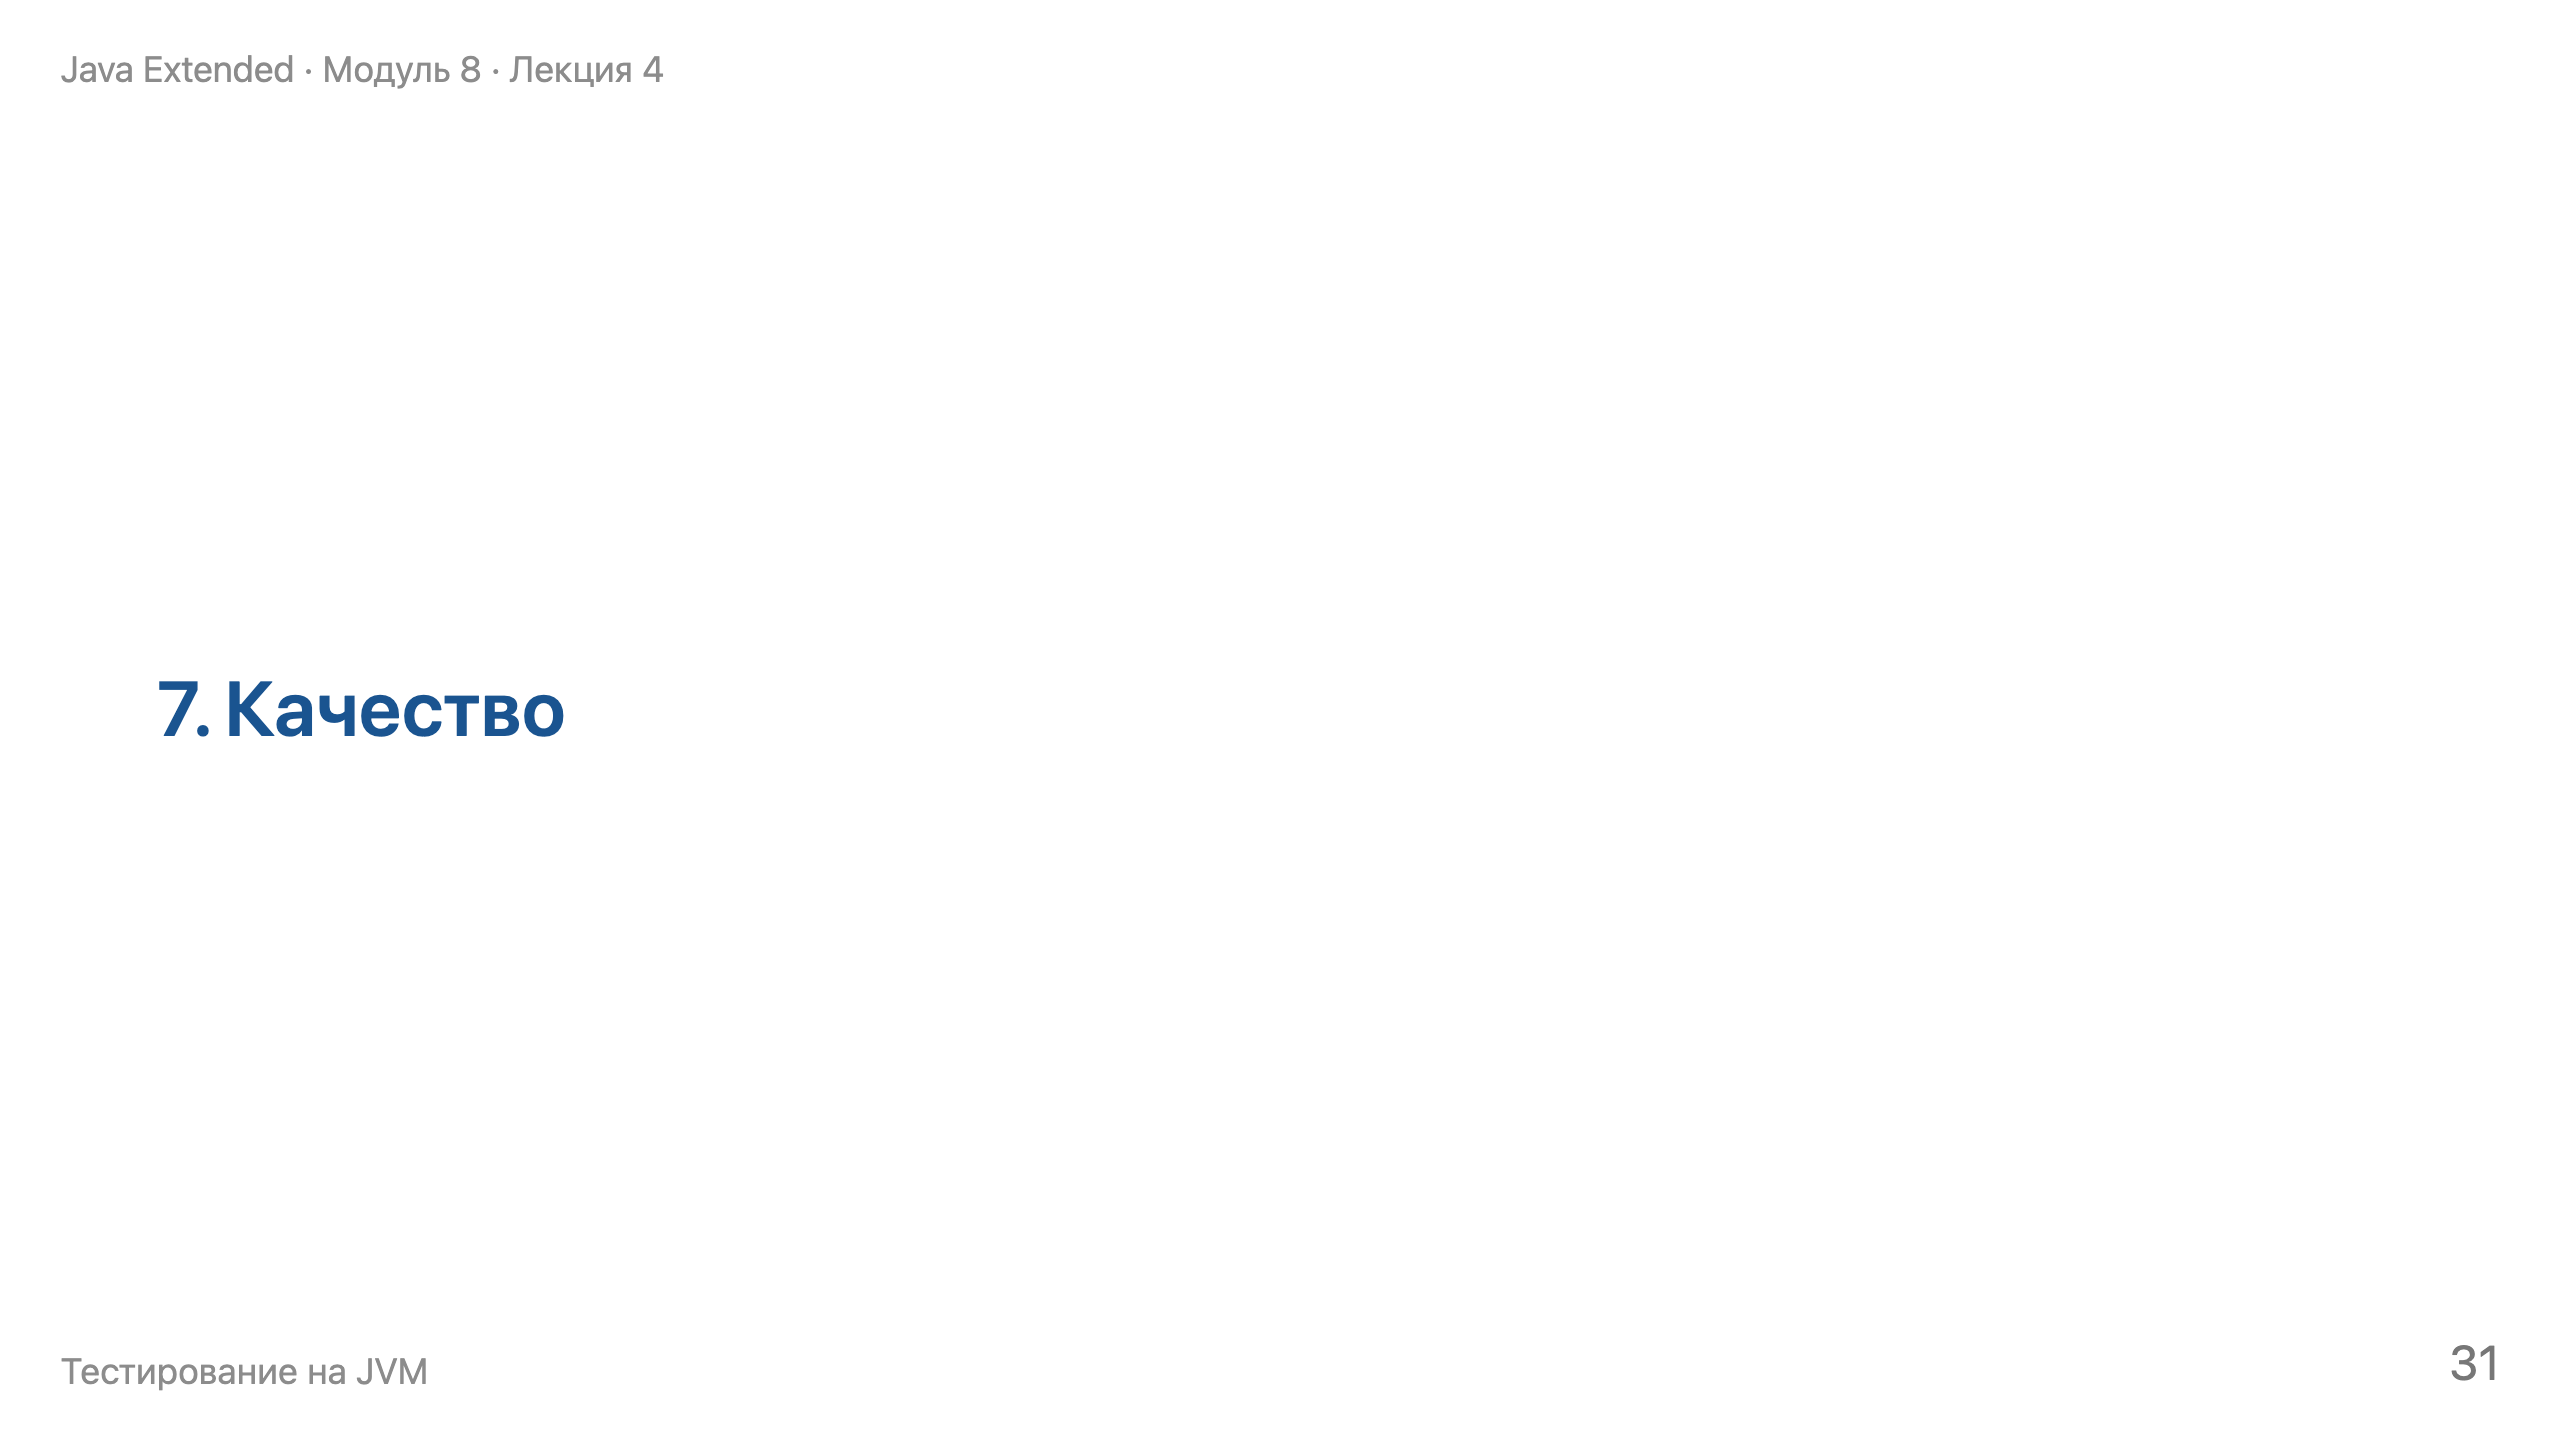 Java Extended · Модуль 8 · Лекция 4
7. Качество
Тестирование на JVM
31